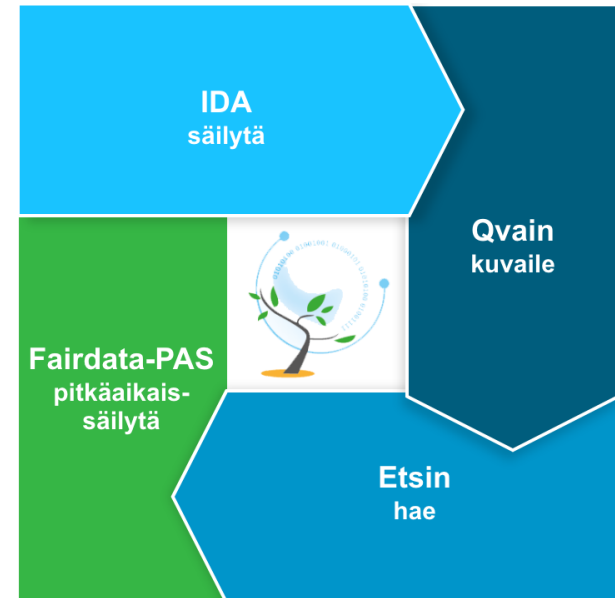 IDA
säilytä
Qvain
kuvaile
Fairdata-PAS
pitkäaikais-
säilytä
Etsin
hae